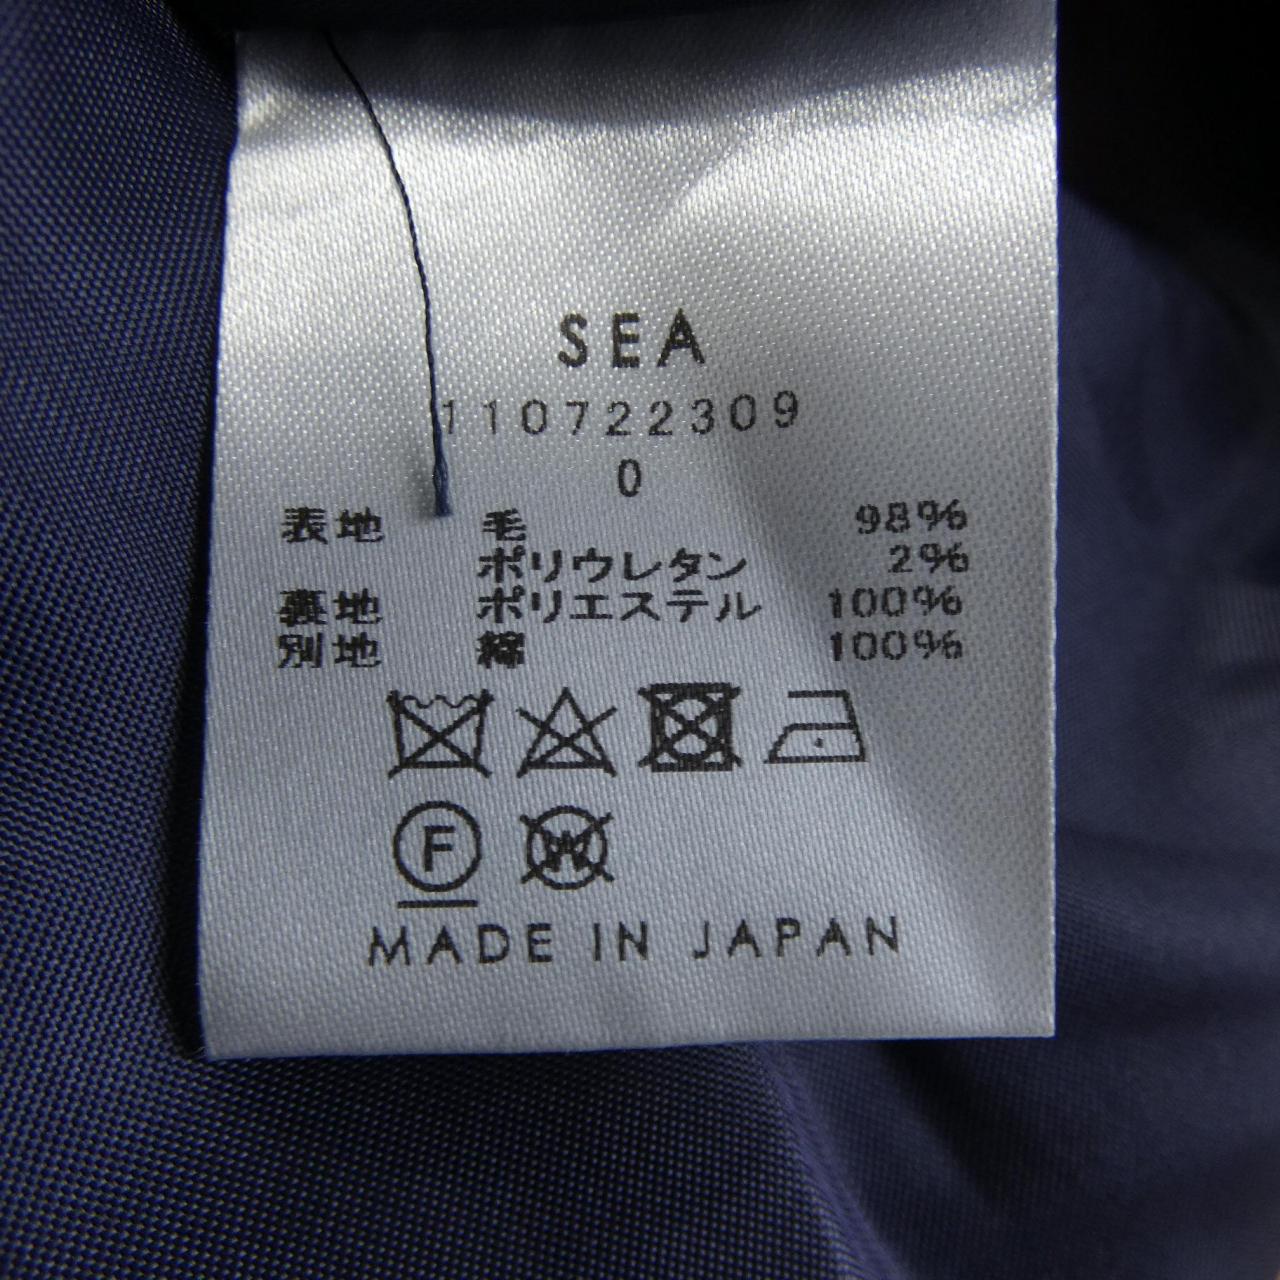 SEA
110722309
0
表地 毛 98%
ポリウレタン 2%
裏地 ポリエステル 100%
別地 綿 100%
F
W
MADE IN JAPAN